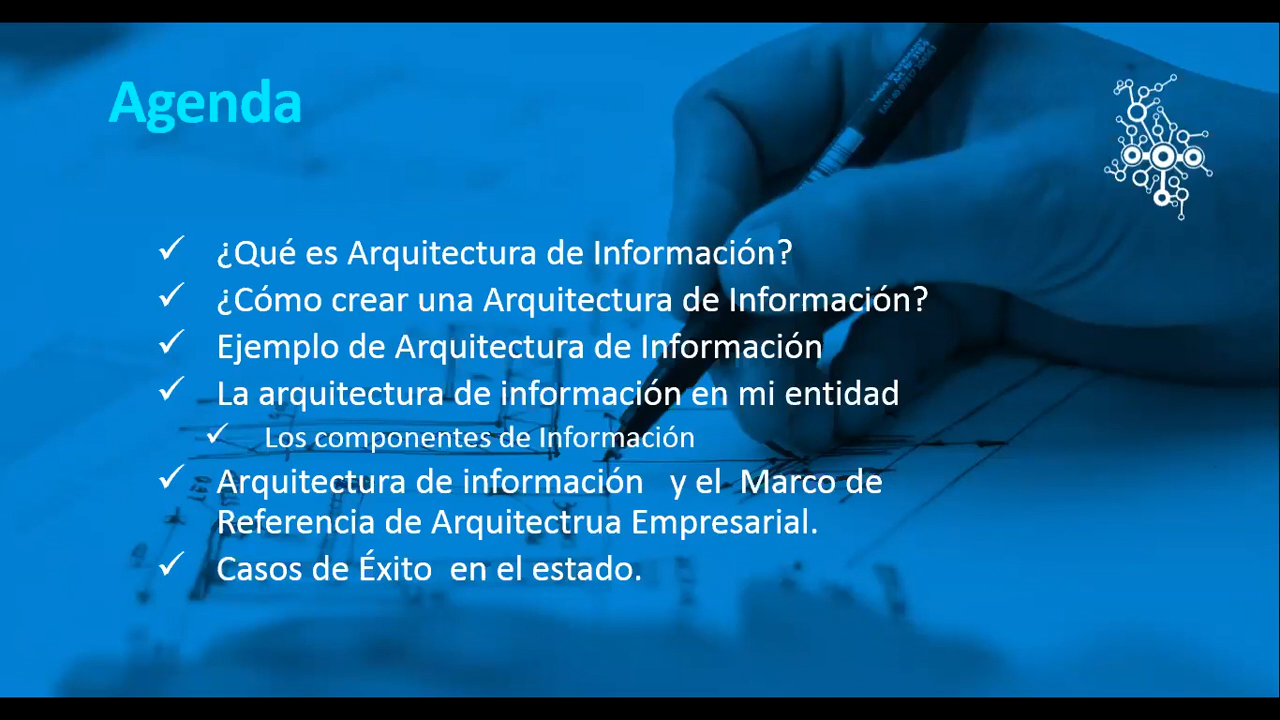 Agenda
¿Qué es Arquitectura de Información?
¿Cómo crear una Arquitectura de Información?
Ejemplo de Arquitectura de Información
La arquitectura de información en mi entidad
Los componentes de Información
Arquitectura de información y el Marco de
Referencia de Arquitectrua Empresarial.
Casos de Éxito en el estado.